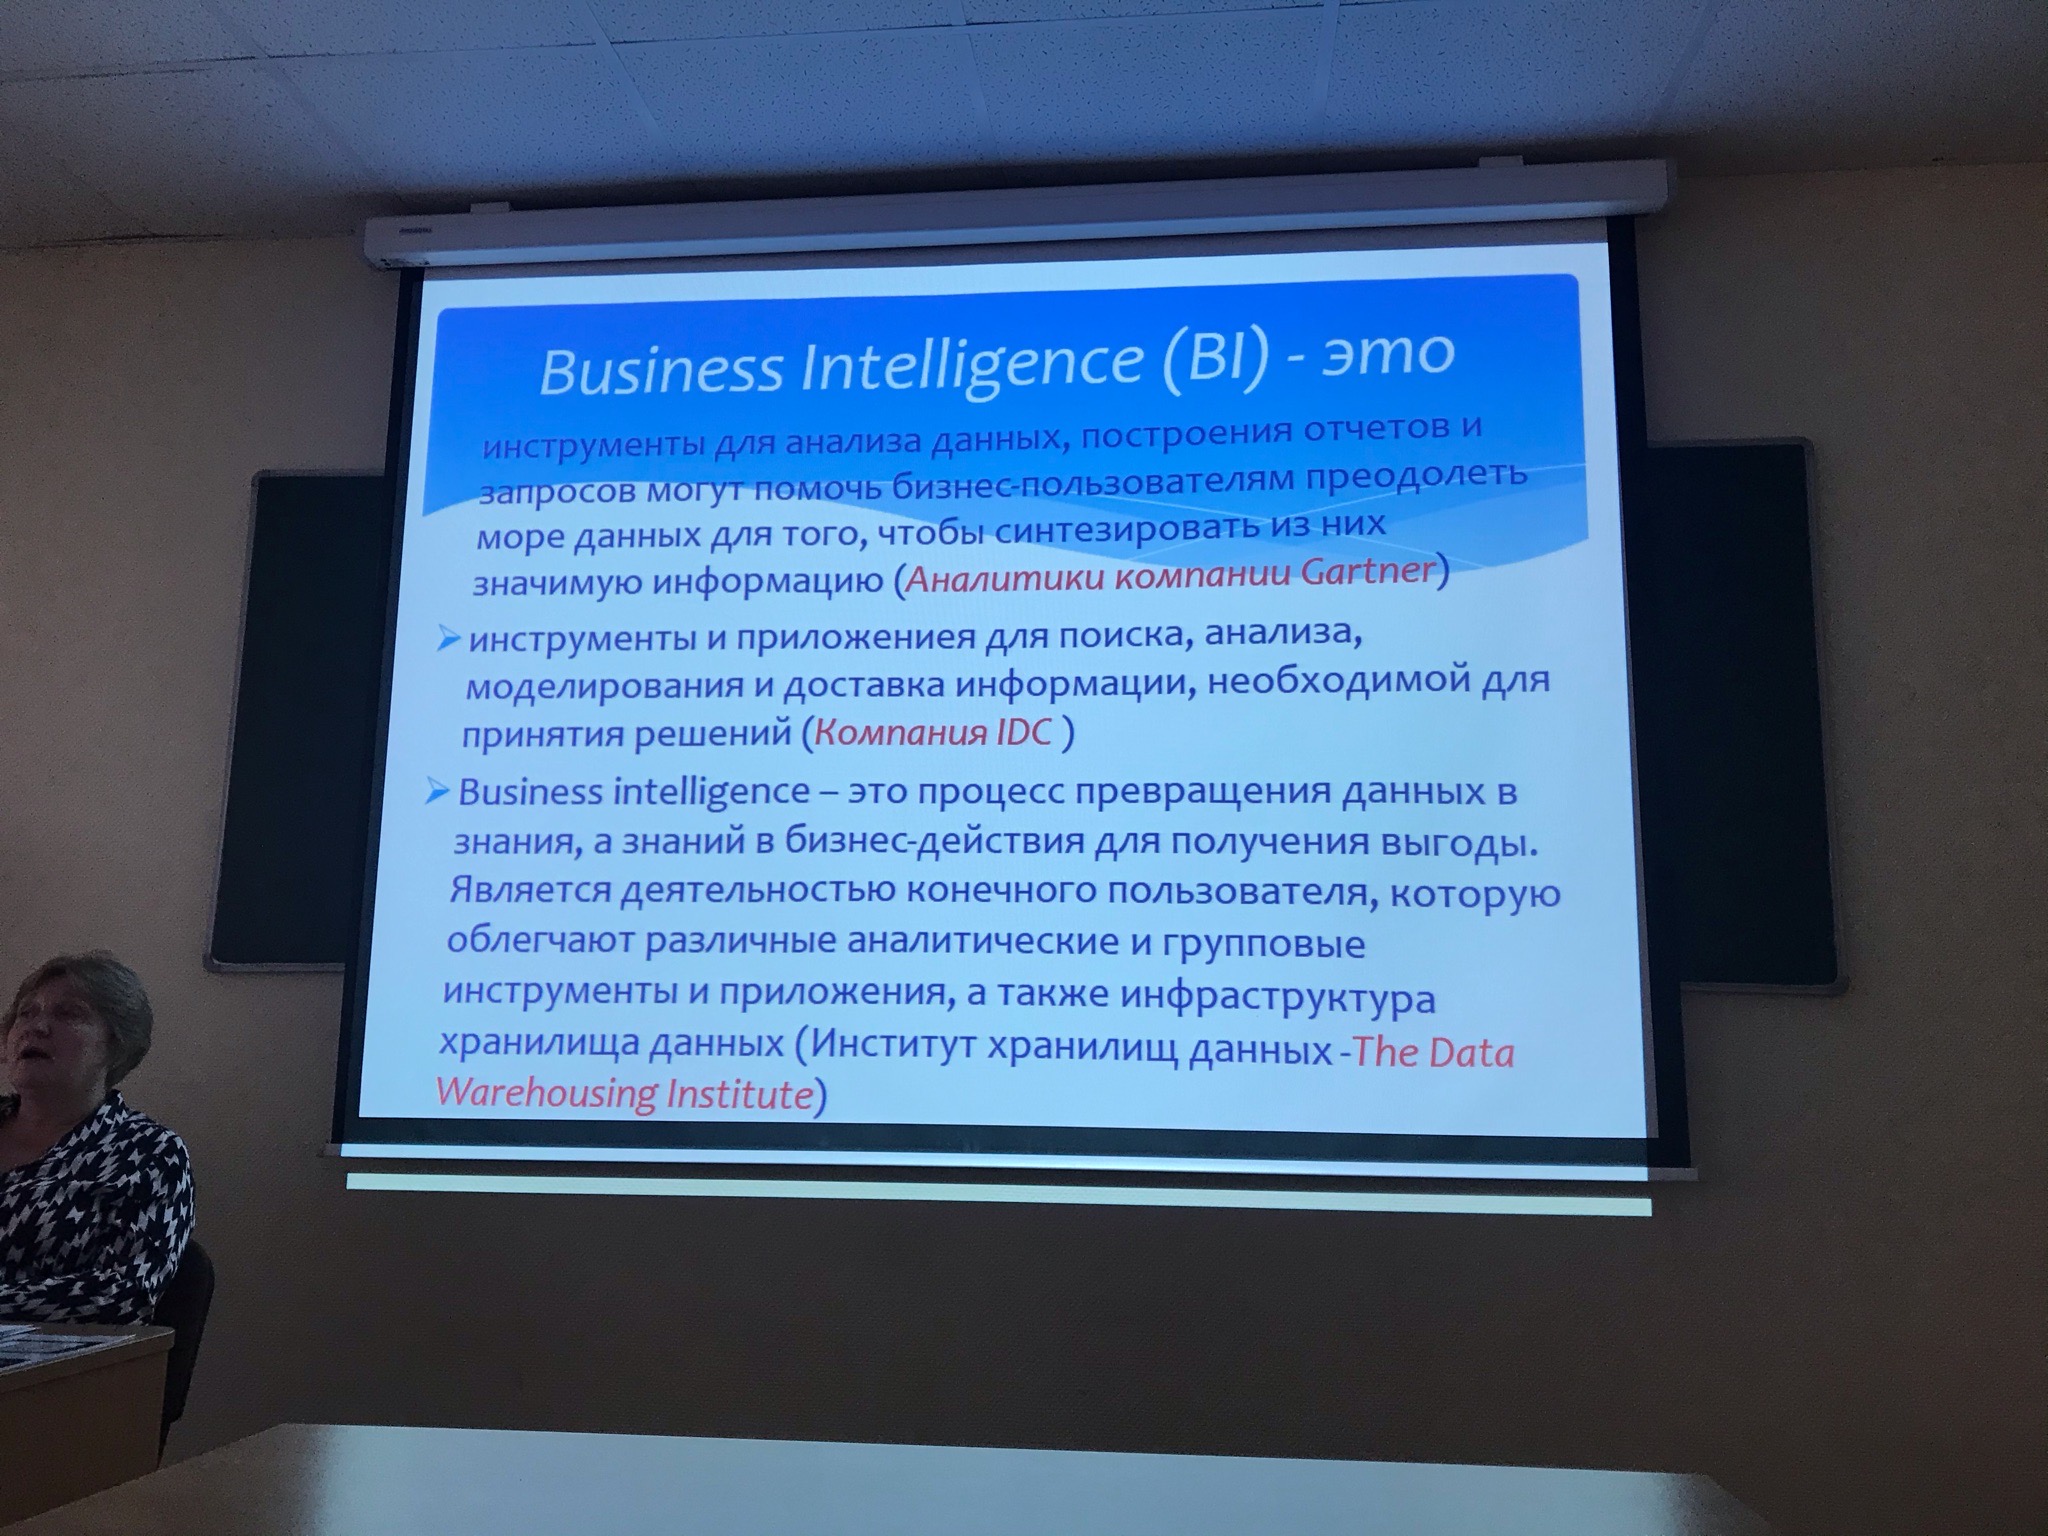 Business Intelligence (BI) - это
инструменты для анализа данных, построения отчетов и
запросов могут помочь бизнес-пользователям преодолеть
море данных для того, чтобы синтезировать из них
значимую информацию (Аналитики компании Gartner)
инструменты и приложениея для поиска, анализа,
моделирования и доставка информации, необходимой для
принятия решений (Компания IDC )
Business intelligence – это процесс превращения данных в
знания, а знаний в бизнес-действия для получения выгоды.
Является деятельностью конечного пользователя, которую
облегчают различные аналитические и групповые
инструменты и приложения, а также инфраструктура
хранилища данных (Институт хранилищ данных -The Data
Warehousing Institute)